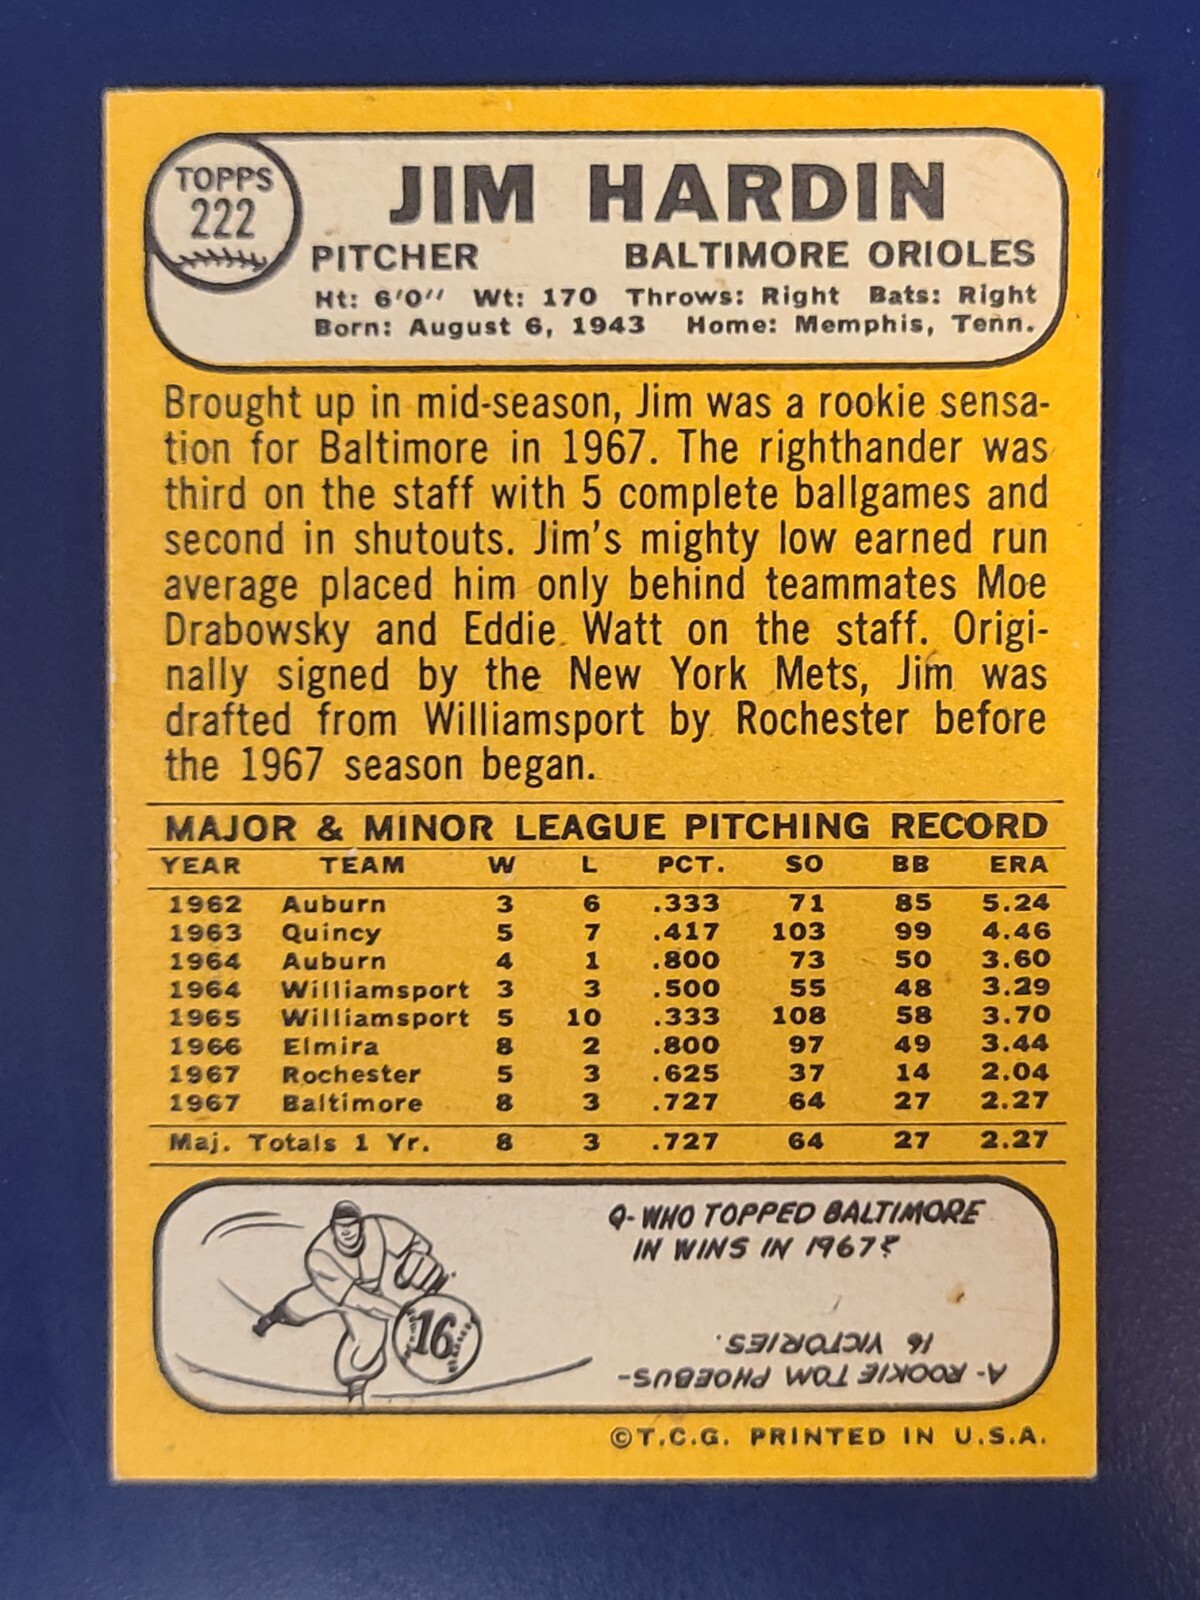 TOPPS
222
JIM HARDIN
PITCHER BALTIMORE ORIOLES
Ht: 6'0" Wt: 170 Throws: Right Bats: Right
Born: August 6, 1943 Home: Memphis, Tenn.
Brought up in mid-season, Jim was a rookie sensa-
tion for Baltimore in 1967. The righthander was
third on the staff with 5 complete ballgames and
second in shutouts. Jim's mighty low earned run
average placed him only behind teammates Moe
Drabowsky and Eddie Watt on the staff. Origi-
nally signed by the New York Mets, Jim was
drafted from Williamsport by Rochester before
the 1967 season began.
MAJOR & MINOR LEAGUE PITCHING RECORD
YEAR TEAM W L PCT. SO BB ERA
1962 Auburn 3 6 .333 71 85 5.24
1963 Quincy 5 7 .417 103 99 4.46
1964 Auburn 4 1 .800 73 50 3.60
1964 Williamsport 3 3 .500 55 48 3.29
1965 Williamsport 5 10 .333 108 58 3.70
1966 Elmira 8 2 .800 97 49 3.44
1967 Rochester 5 3 .625 37 14 2.04
1967 Baltimore 8 3 .727 64 27 2.27
Maj. Totals 1 Yr. 8 3 .727 64 27 2.27
Q- WHO TOPPED BALTIMORE
IN WINS IN 1967?
16
A- ROOKIE TOM PHOEBUS-
16 VICTORIES.
©T.C.G. PRINTED IN U.S.A.